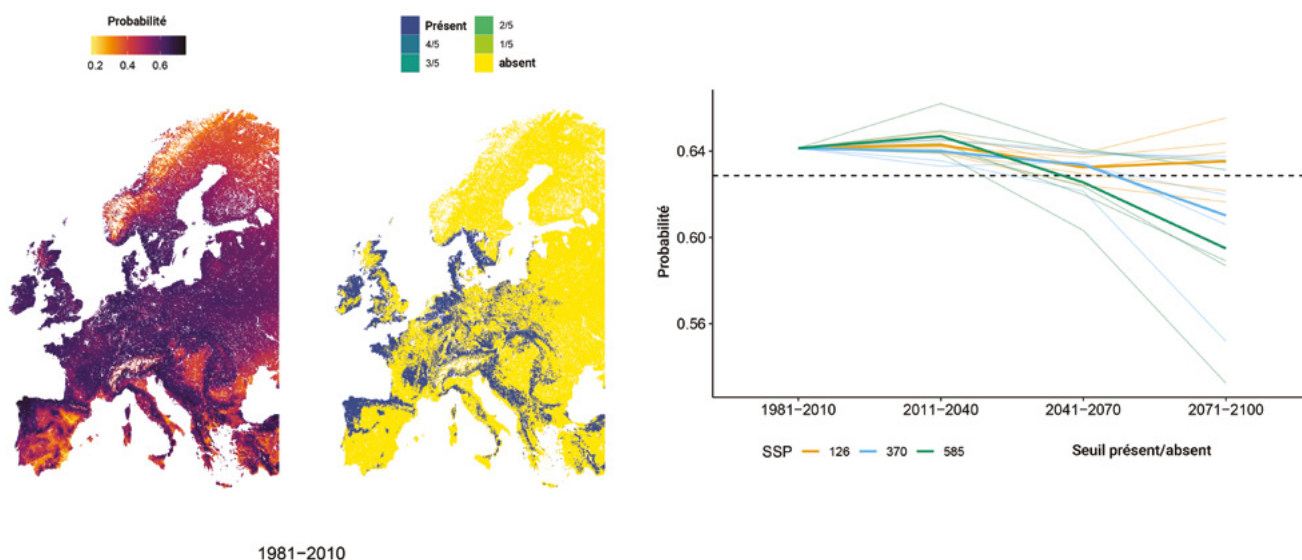 Probabilité
0.2 0.4 0.6
Présent
4/5
3/5
2/5
1/5
absent
1981–2010
Probabilité
0.64
0.60
0.56
1981–2010 2011–2040 2041–2070 2071–2100
SSP 126 370 585 Seuil présent/absent